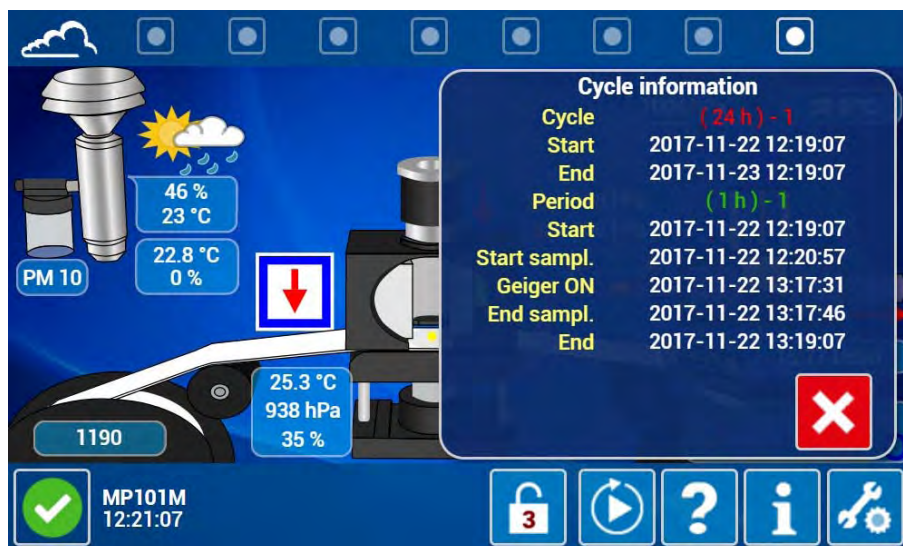 Cycle information
Cycle (24 h) - 1
Start 2017-11-22 12:19:07
End 2017-11-23 12:19:07
Period (1 h) - 1
Start 2017-11-22 12:19:07
Start sampl. 2017-11-22 12:20:57
Geiger ON 2017-11-22 13:17:31
End sampl. 2017-11-22 13:17:46
End 2017-11-22 13:19:07
46 %
23 °C
22.8 °C
0 %
PM 10
25.3 °C
938 hPa
35 %
1190
MP101M
12:21:07
3
?
i